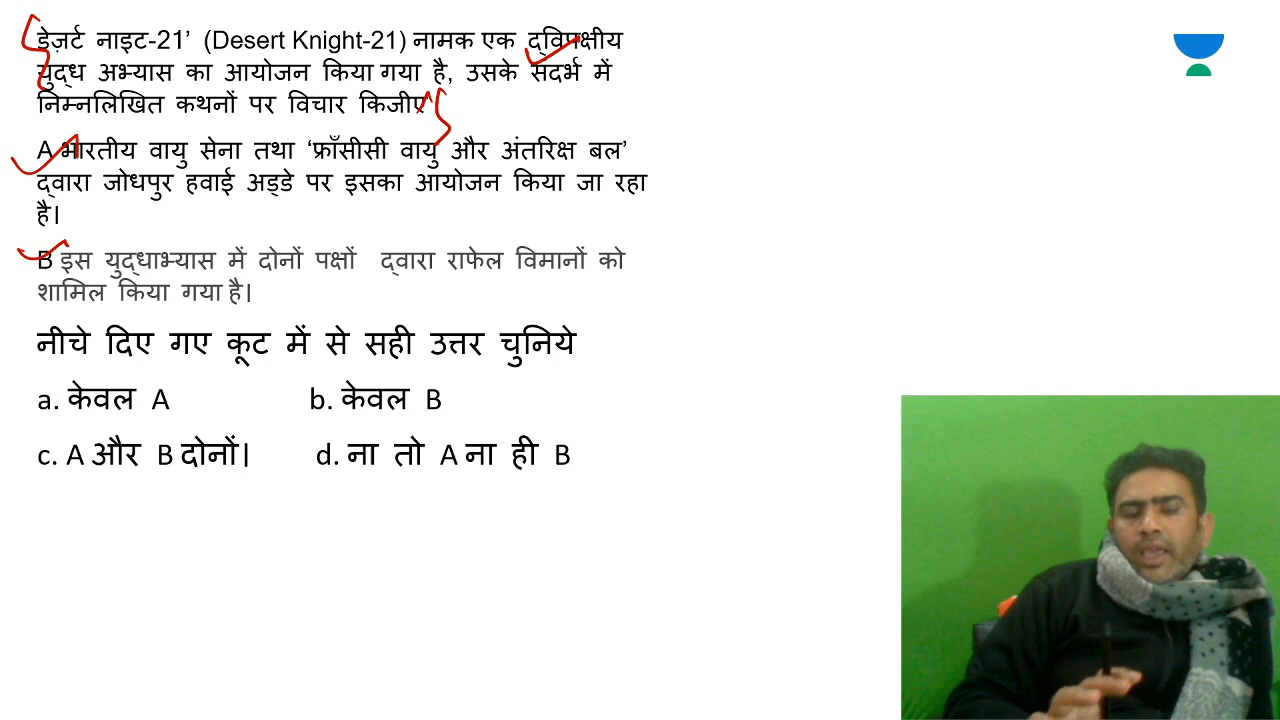 डेज़र्ट नाइट-21’ (Desert Knight-21) नामक एक द्विपक्षीय
युद्ध अभ्यास का आयोजन किया गया है, उसके संदर्भ में
निम्नलिखित कथनों पर विचार किजीए
A भारतीय वायु सेना तथा ‘फ्राँसीसी वायु और अंतरिक्ष बल’
द्वारा जोधपुर हवाई अड्डे पर इसका आयोजन किया जा रहा
है।
B इस युद्धाभ्यास में दोनों पक्षों द्वारा राफेल विमानों को
शामिल किया गया है।
नीचे दिए गए कूट में से सही उत्तर चुनिये
a. केवल A b. केवल B
c. A और B दोनों। d. ना तो A ना ही B